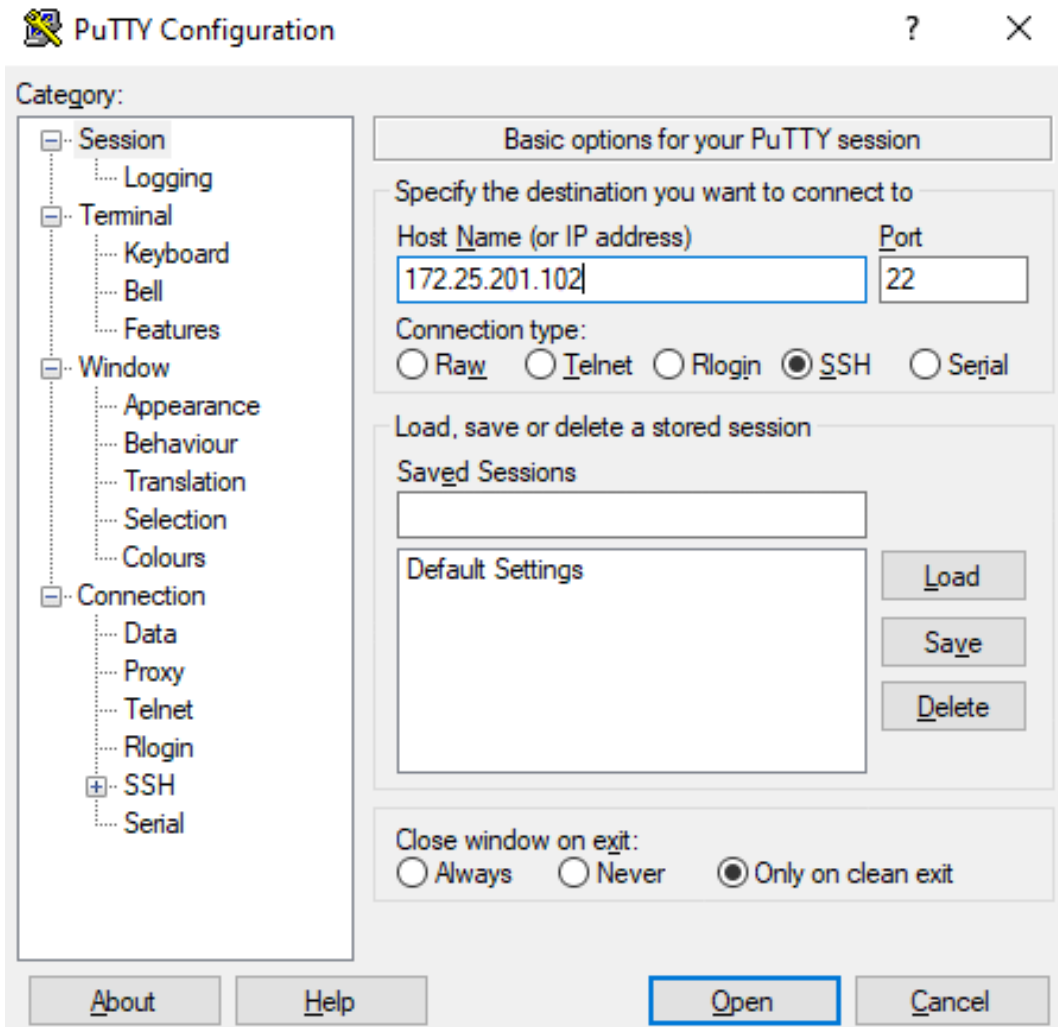 PuTTY Configuration
?
Category:
Session
Logging
Terminal
Keyboard
Bell
Features
Window
Appearance
Behaviour
Translation
Selection
Colours
Connection
Data
Proxy
Telnet
Rlogin
SSH
Serial
Basic options for your PuTTY session
Specify the destination you want to connect to
Host Name (or IP address) Port
172.25.201.102 22
Connection type:
Raw Telnet Rlogin SSH Serial
Load, save or delete a stored session
Saved Sessions
Default Settings
Load
Save
Delete
Close window on exit:
Always Never Only on clean exit
About Help Open Cancel